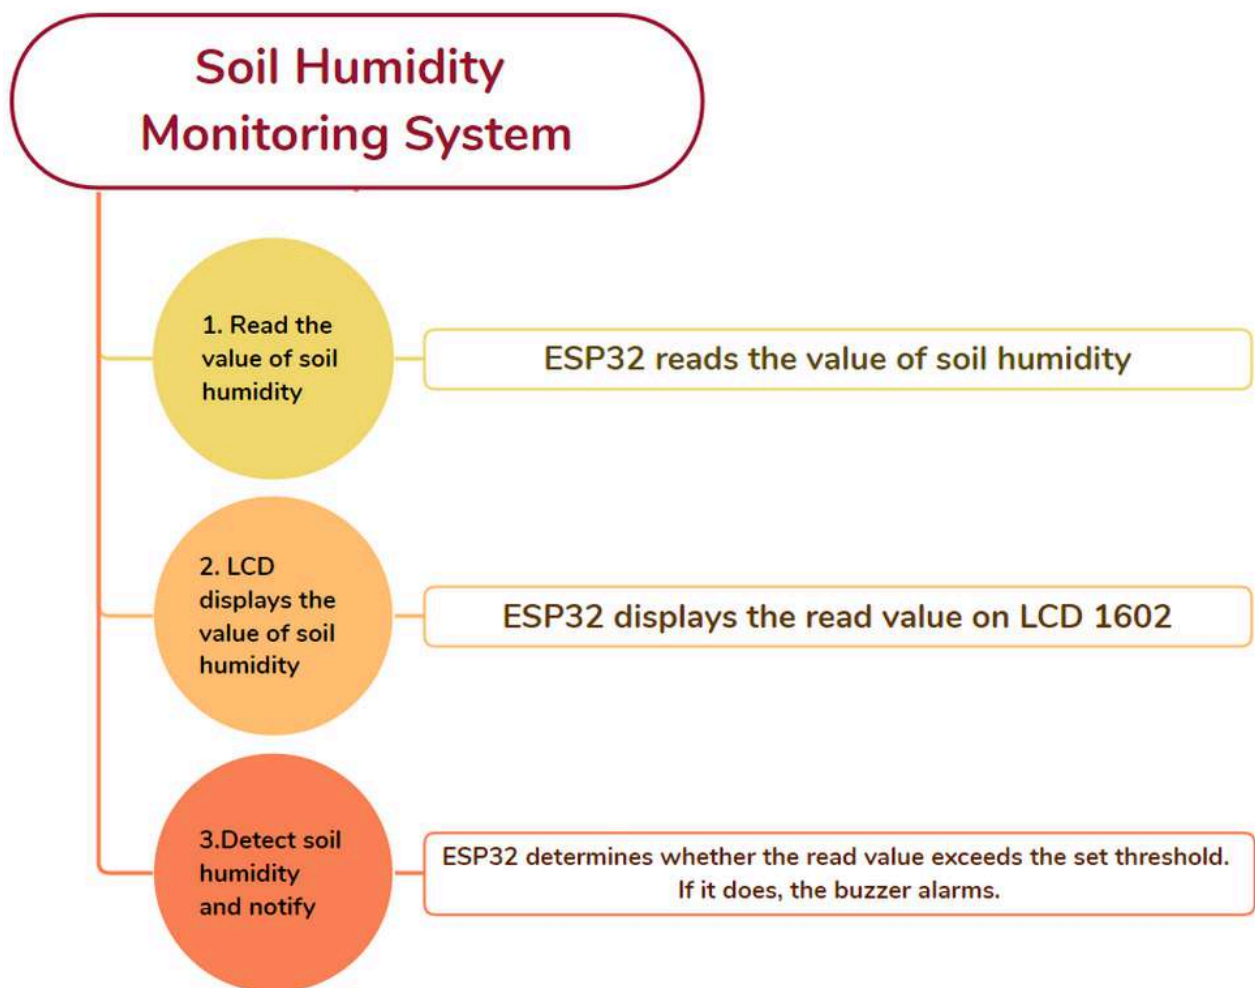 Soil Humidity
Monitoring System
1. Read the
value of soil
humidity
ESP32 reads the value of soil humidity
2. LCD
displays the
value of soil
humidity
ESP32 displays the read value on LCD 1602
3.Detect soil
humidity
and notify
ESP32 determines whether the read value exceeds the set threshold.
If it does, the buzzer alarms.